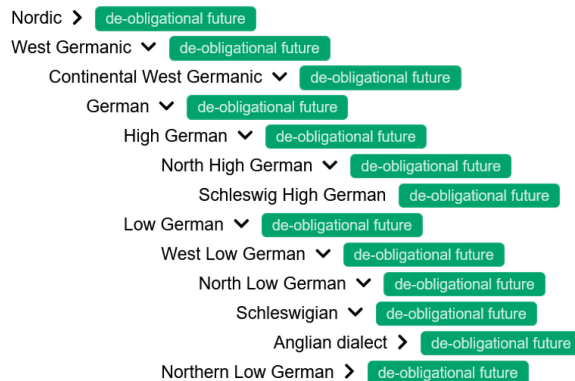 Nordic de-obligational future
West Germanic de-obligational future
Continental West Germanic de-obligational future
German de-obligational future
High German de-obligational future
North High German de-obligational future
Schleswig High German de-obligational future
Low German de-obligational future
West Low German de-obligational future
North Low German de-obligational future
Schleswigian de-obligational future
Anglian dialect de-obligational future
Northern Low German de-obligational future